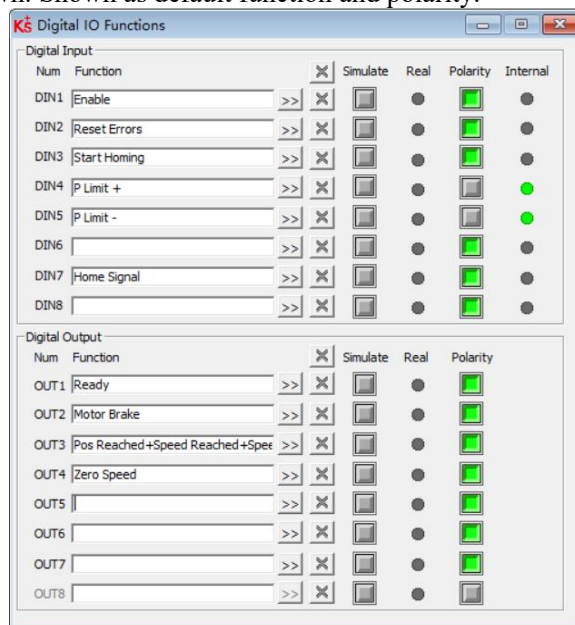 wn. Shown as default function and polarity.
KS Digital IO Functions
Digital Input
Num Function Simulate Real Polarity Internal
DIN1 Enable >>
DIN2 Reset Errors >>
DIN3 Start Homing >>
DIN4 P Limit + >>
DIN5 P Limit - >>
DIN6 >>
DIN7 Home Signal >>
DIN8 >>
Digital Output
Num Function Simulate Real Polarity
OUT1 Ready >>
OUT2 Motor Brake >>
OUT3 Pos Reached+Speed Reached+Spee >>
OUT4 Zero Speed >>
OUT5 >>
OUT6 >>
OUT7 >>
OUT8 >>